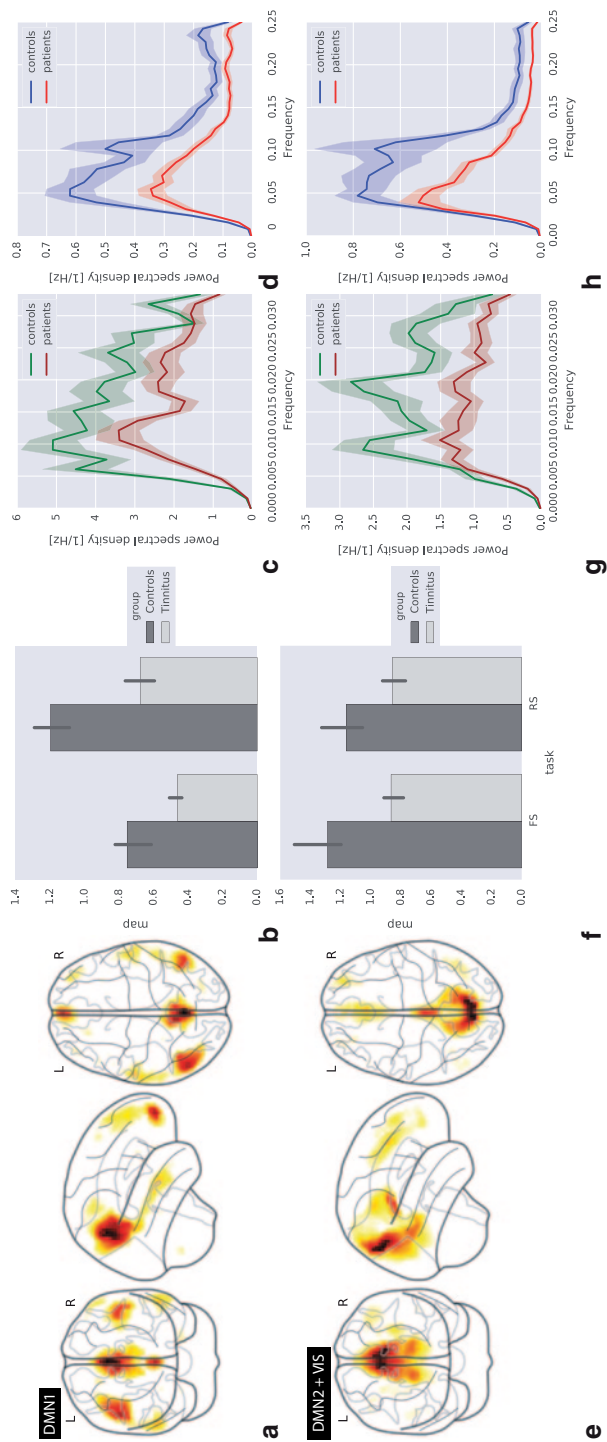 a
DMN1
L
R
L
R
b
map
1.4
1.2
1.0
0.8
0.6
0.4
0.2
0.0
group
Controls
Tinnitus
c
Power spectral density [1/Hz]
6
5
4
3
2
1
0
0.000 0.005 0.010 0.015 0.020 0.025 0.030
Frequency
controls
patients
d
Power spectral density [1/Hz]
0.8
0.7
0.6
0.5
0.4
0.3
0.2
0.1
0.0
0 0.05 0.10 0.15 0.20 0.25
Frequency
controls
patients
e
DMN2 + VIS
L
R
L
R
f
map
1.6
1.4
1.2
1.0
0.8
0.6
0.4
0.2
0.0
FS RS
task
group
Controls
Tinnitus
g
Power spectral density [1/Hz]
3.5
3.0
2.5
2.0
1.5
1.0
0.5
0.0
0.000 0.005 0.010 0.015 0.020 0.025 0.030
Frequency
controls
patients
h
Power spectral density [1/Hz]
1.0
0.8
0.6
0.4
0.2
0.0
0.00 0.05 0.10 0.15 0.20 0.25
Frequency
controls
patients